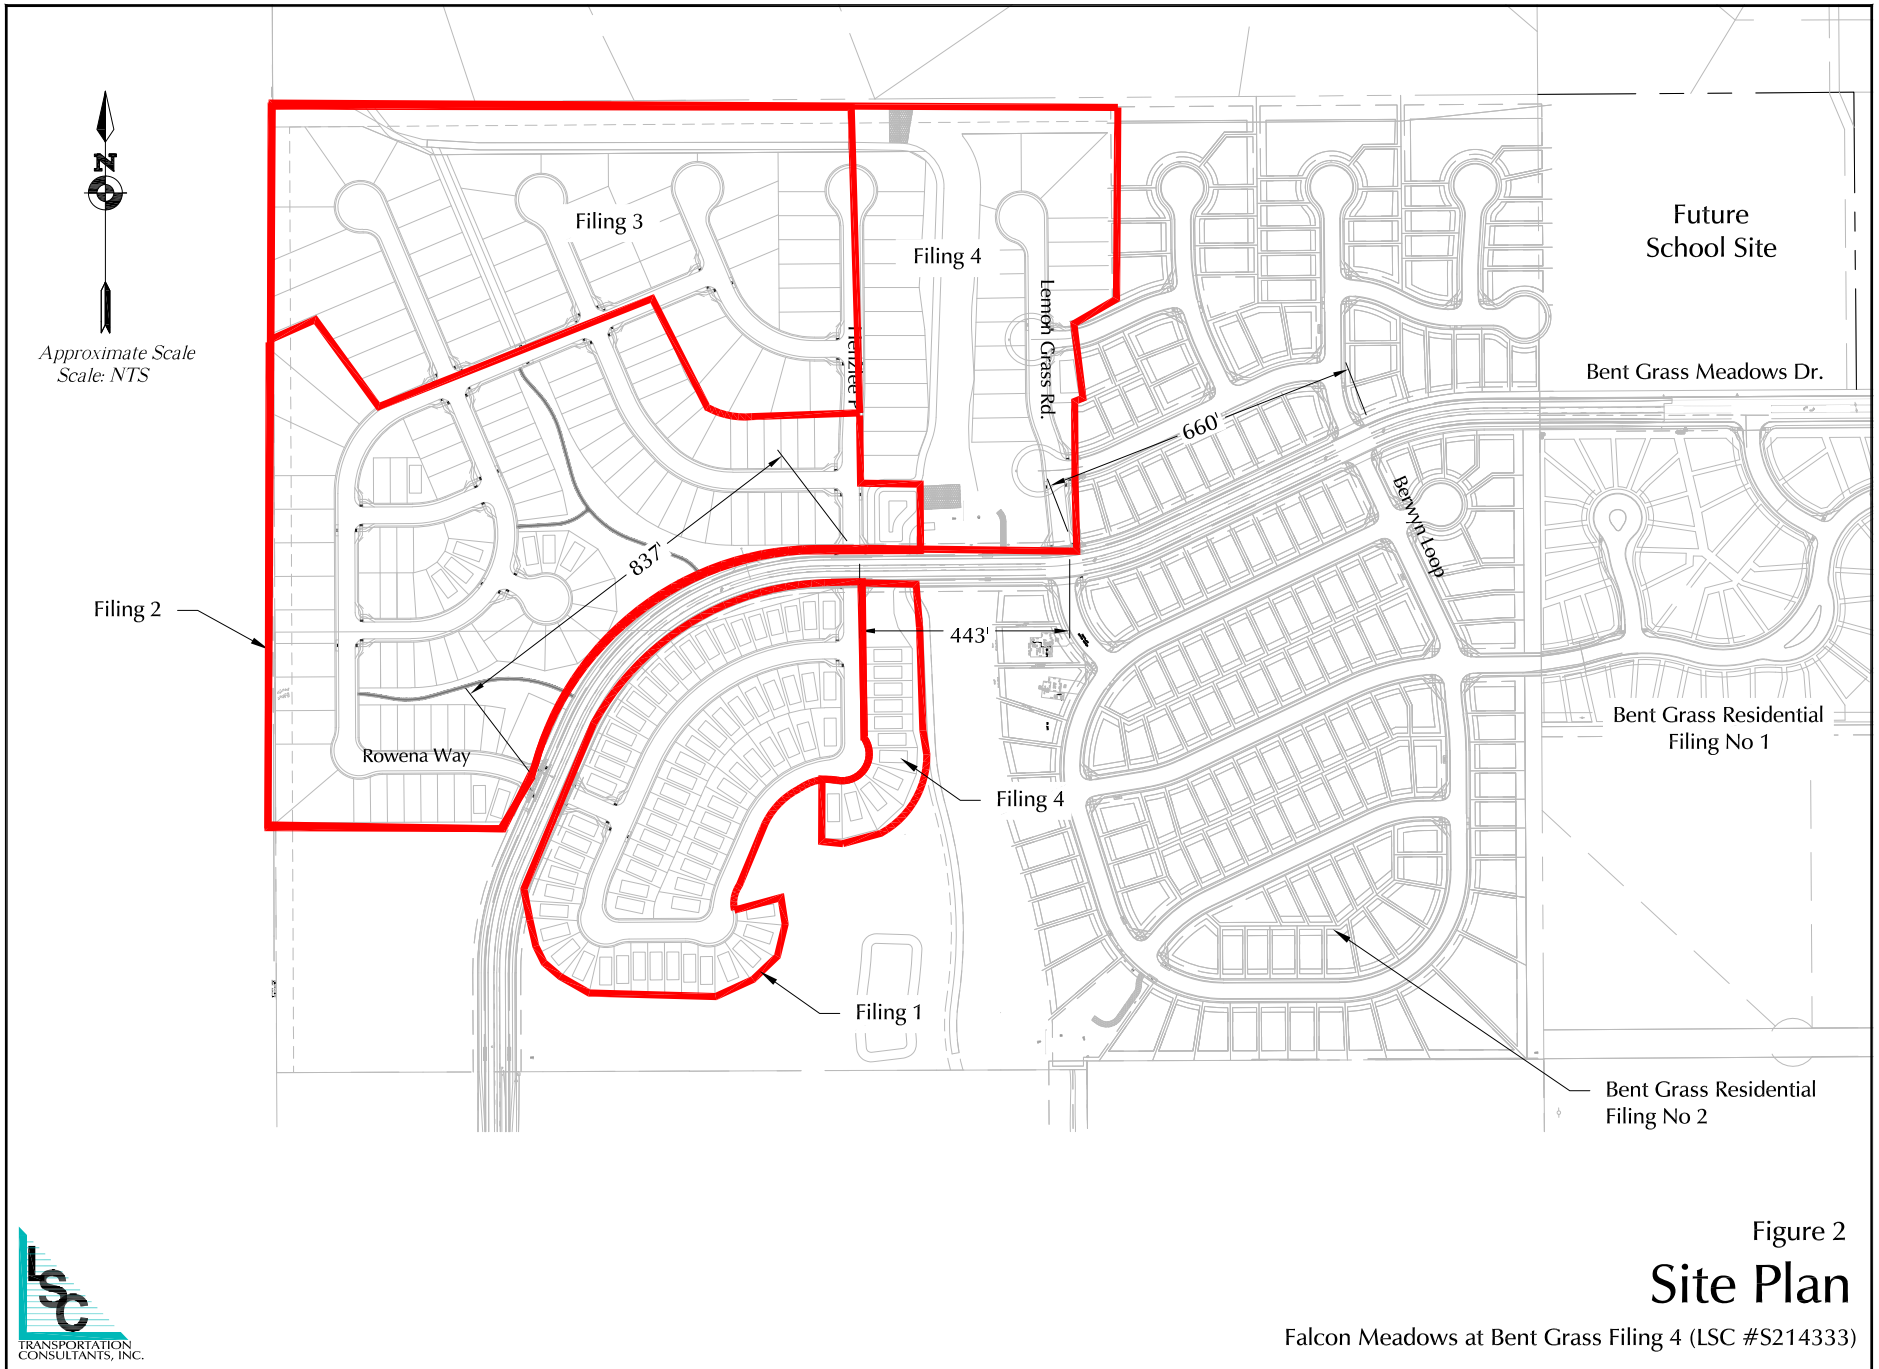 N
Approximate Scale
Scale: NTS
Filing 3
Filing 4
Lemon Grass Rd.
Future
School Site
Bent Grass Meadows Dr.
660'
837'
Berwyn Loop
Filing 2
443'
Rowena Way
Filing 4
Bent Grass Residential
Filing No 1
Filing 1
Bent Grass Residential
Filing No 2
Figure 2
Site Plan
Falcon Meadows at Bent Grass Filing 4 (LSC #S214333)
LSC
TRANSPORTATION
CONSULTANTS, INC.